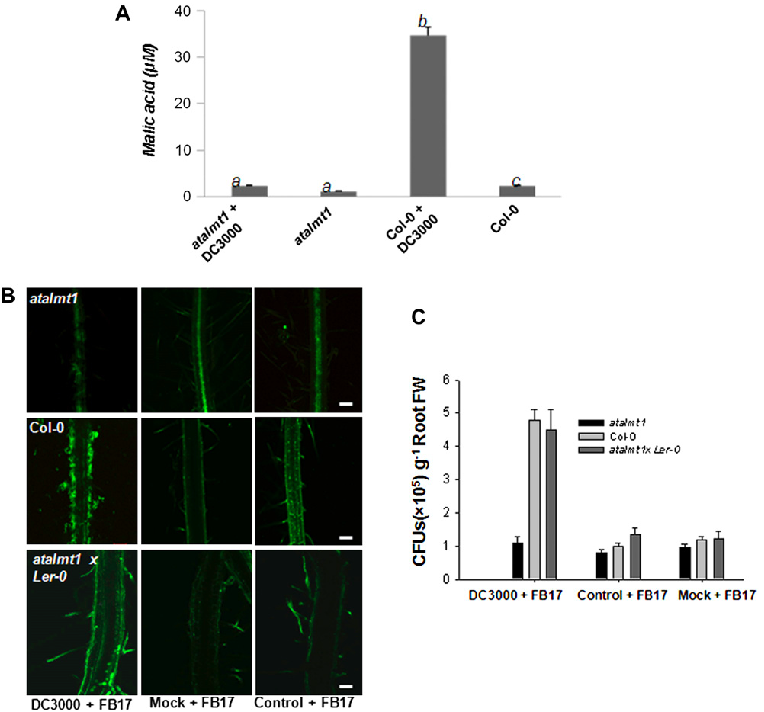 A
Malic acid (µM)
40
30
20
10
0
a
a
b
c
atalmt1 +
DC3000
atalmt1
Col-0 +
DC3000
Col-0
B
atalmt1
Col-0
atalmt1 x
Ler-0
DC3000 + FB17
Mock + FB17
Control + FB17
C
CFUs(×10⁵) g⁻¹ Root FW
6
5
4
3
2
1
0
atalmt1
Col-0
atalmt1x Ler-0
DC3000 + FB17
Control + FB17
Mock + FB17